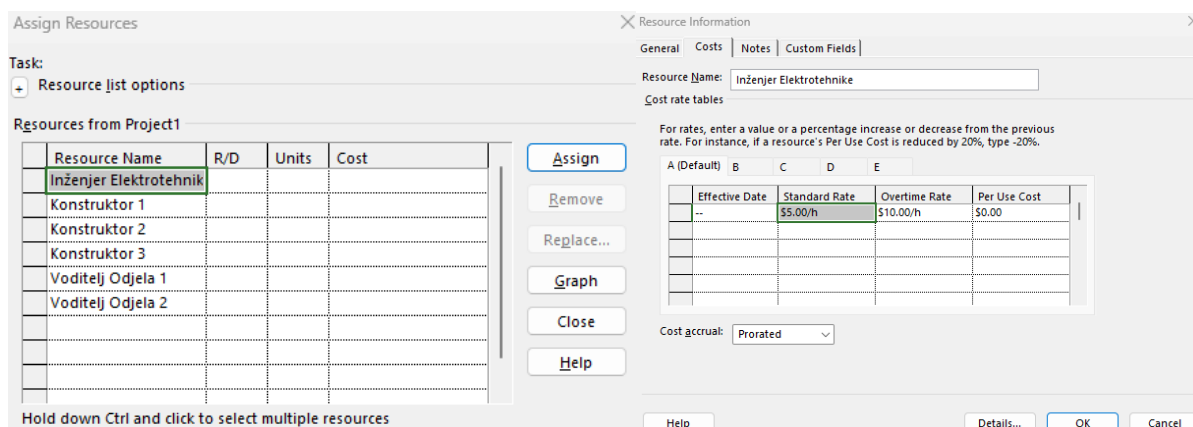 Assign Resources
Task:
+ Resource list options
Resources from Project1
Resource Name R/D Units Cost
Inženjer Elektrotehnik
Konstruktor 1
Konstruktor 2
Konstruktor 3
Voditelj Odjela 1
Voditelj Odjela 2
Assign
Remove
Replace...
Graph
Close
Help
Hold down Ctrl and click to select multiple resources
Resource Information
General Costs Notes Custom Fields
Resource Name: Inženjer Elektrotehnike
Cost rate tables
For rates, enter a value or a percentage increase or decrease from the previous
rate. For instance, if a resource's Per Use Cost is reduced by 20%, type -20%.
A (Default) B C D E
Effective Date Standard Rate Overtime Rate Per Use Cost
-- $5.00/h $10.00/h $0.00
Cost accrual: Prorated
Help Details... OK Cancel